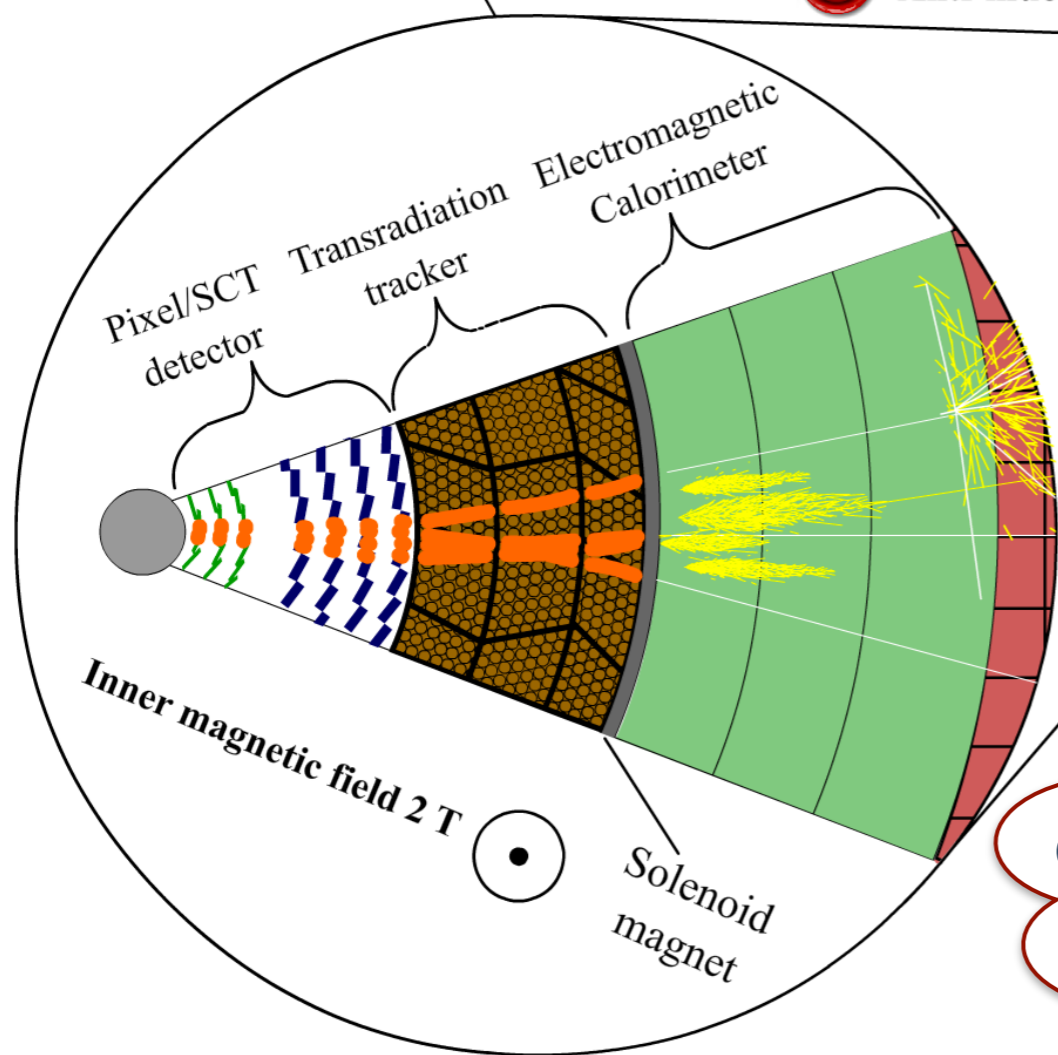 Electromagnetic
Calorimeter
Transradiation
tracker
Pixel/SCT
detector
Inner magnetic field 2 T
Solenoid
magnet